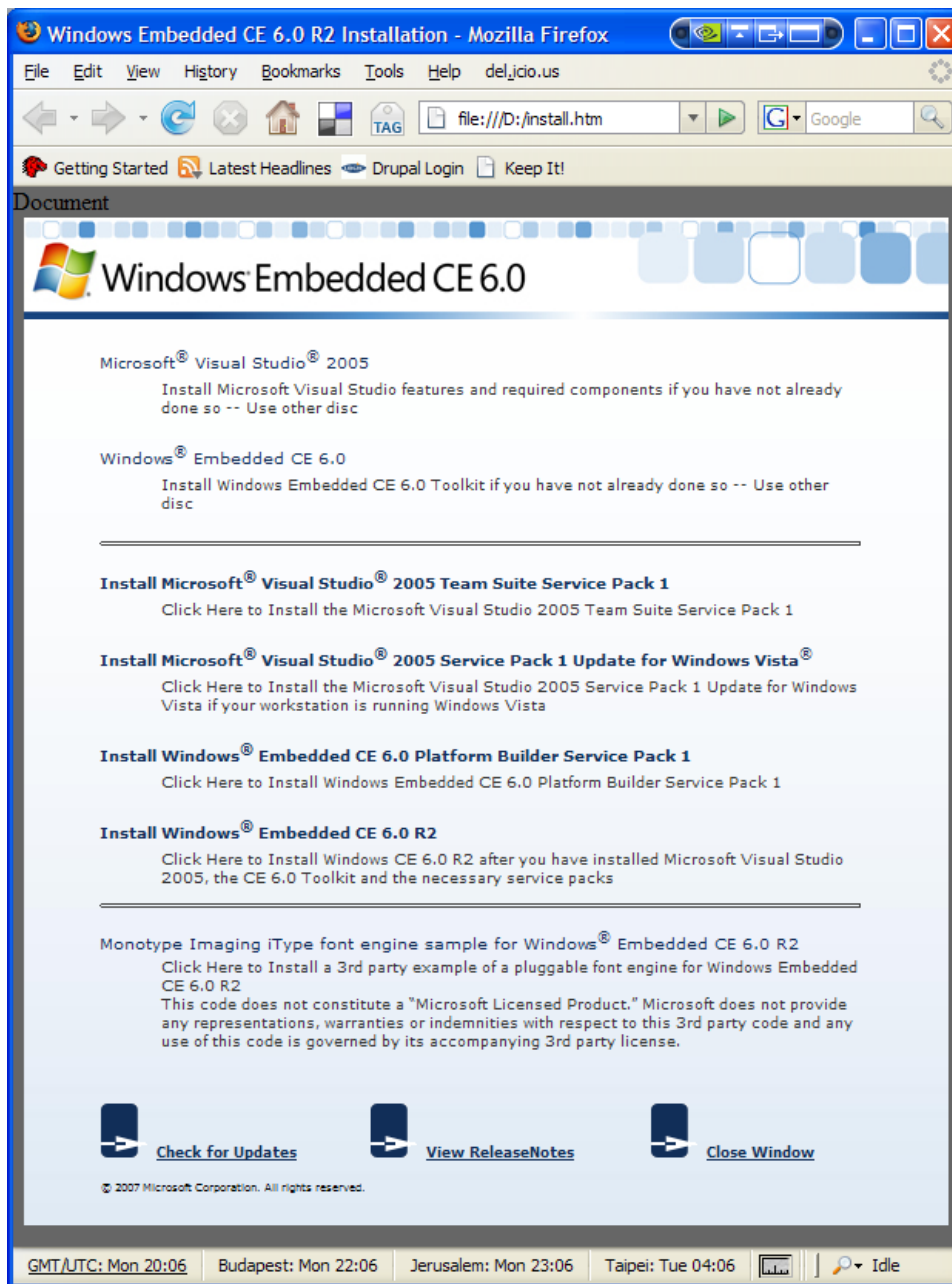 Windows Embedded CE 6.0 R2 Installation - Mozilla Firefox
File Edit View History Bookmarks Tools Help del.icio.us
TAG file:///D:/install.htm G Google
Getting Started Latest Headlines Drupal Login Keep It!
Document
Windows® Embedded CE 6.0
Microsoft® Visual Studio® 2005
Install Microsoft Visual Studio features and required components if you have not already
done so -- Use other disc
Windows® Embedded CE 6.0
Install Windows Embedded CE 6.0 Toolkit if you have not already done so -- Use other
disc
Install Microsoft® Visual Studio® 2005 Team Suite Service Pack 1
Click Here to Install the Microsoft Visual Studio 2005 Team Suite Service Pack 1
Install Microsoft® Visual Studio® 2005 Service Pack 1 Update for Windows Vista®
Click Here to Install the Microsoft Visual Studio 2005 Service Pack 1 Update for Windows
Vista if your workstation is running Windows Vista
Install Windows® Embedded CE 6.0 Platform Builder Service Pack 1
Click Here to Install Windows Embedded CE 6.0 Platform Builder Service Pack 1
Install Windows® Embedded CE 6.0 R2
Click Here to Install Windows CE 6.0 R2 after you have installed Microsoft Visual Studio
2005, the CE 6.0 Toolkit and the necessary service packs
Monotype Imaging iType font engine sample for Windows® Embedded CE 6.0 R2
Click Here to Install a 3rd party example of a pluggable font engine for Windows Embedded
CE 6.0 R2
This code does not constitute a “Microsoft Licensed Product.” Microsoft does not provide
any representations, warranties or indemnities with respect to this 3rd party code and any
use of this code is governed by its accompanying 3rd party license.
Check for Updates View ReleaseNotes Close Window
© 2007 Microsoft Corporation. All rights reserved.
GMT/UTC: Mon 20:06 Budapest: Mon 22:06 Jerusalem: Mon 23:06 Taipei: Tue 04:06 Idle